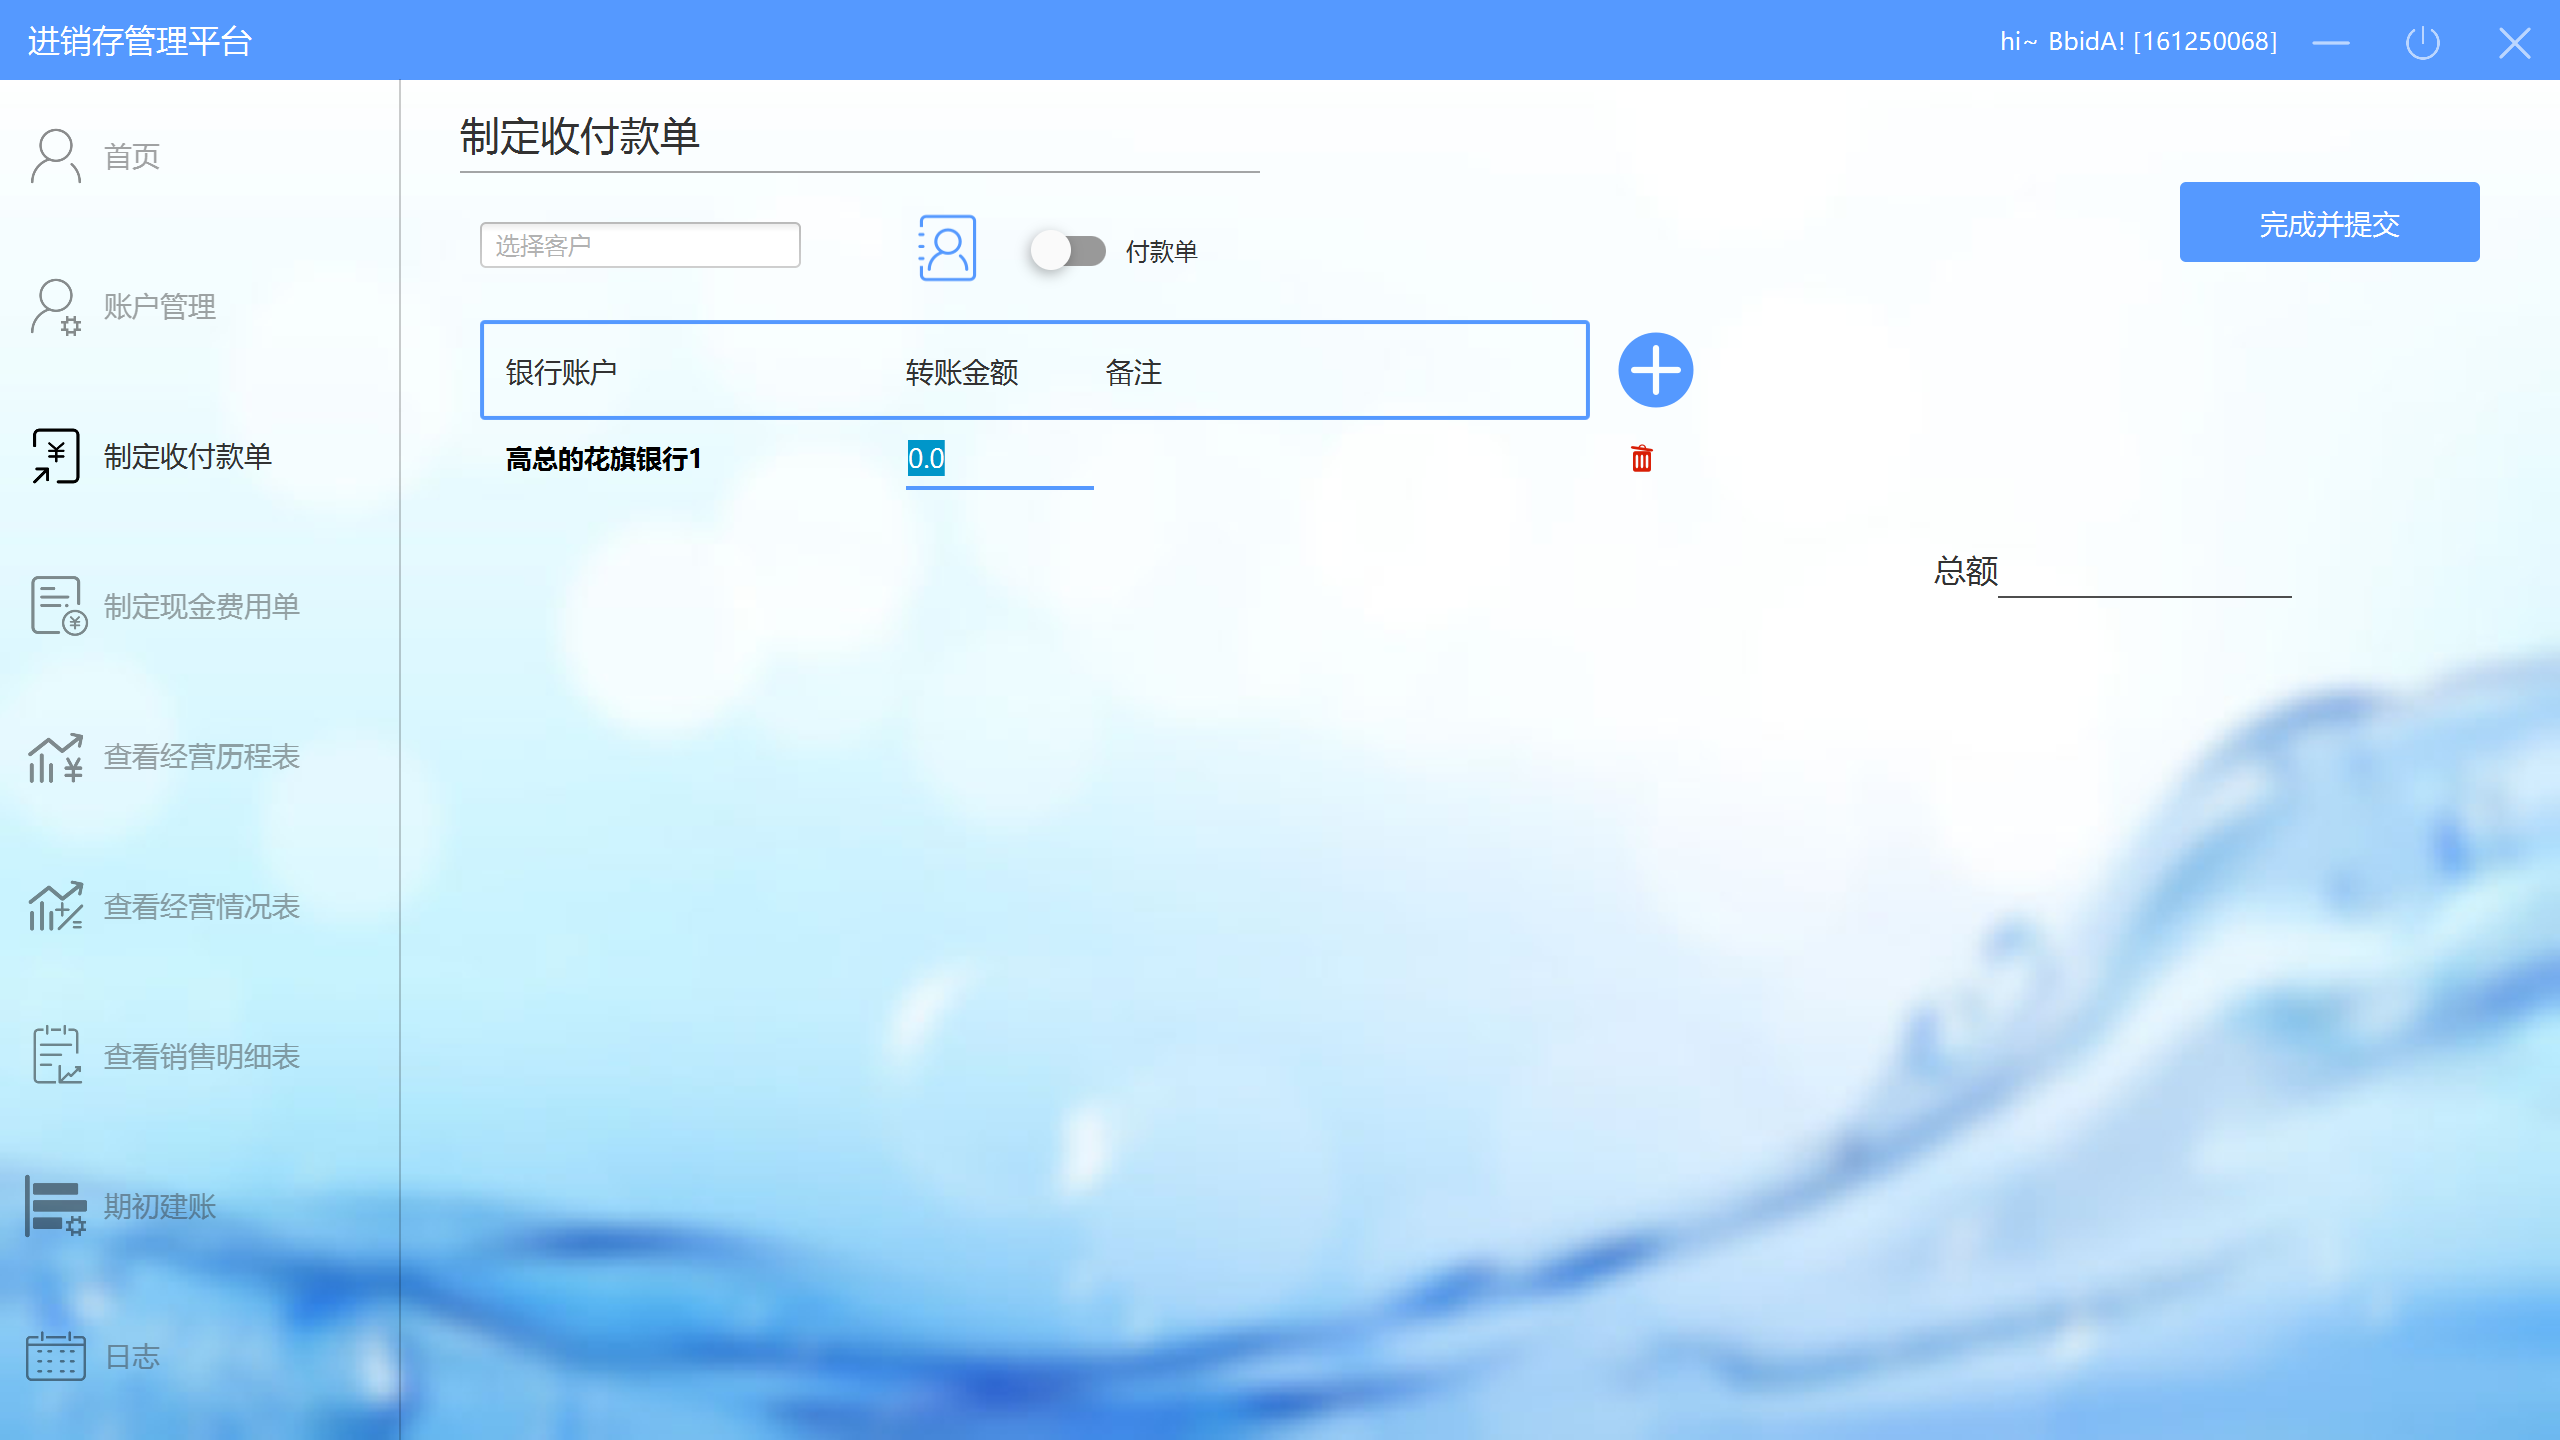 进销存管理平台
hi~ BbidA! [161250068]
首页
账户管理
制定收付款单
制定现金费用单
查看经营历程表
查看经营情况表
查看销售明细表
期初建账
日志
制定收付款单
选择客户
付款单
完成并提交
银行账户 转账金额 备注
高总的花旗银行1 0.0
总额